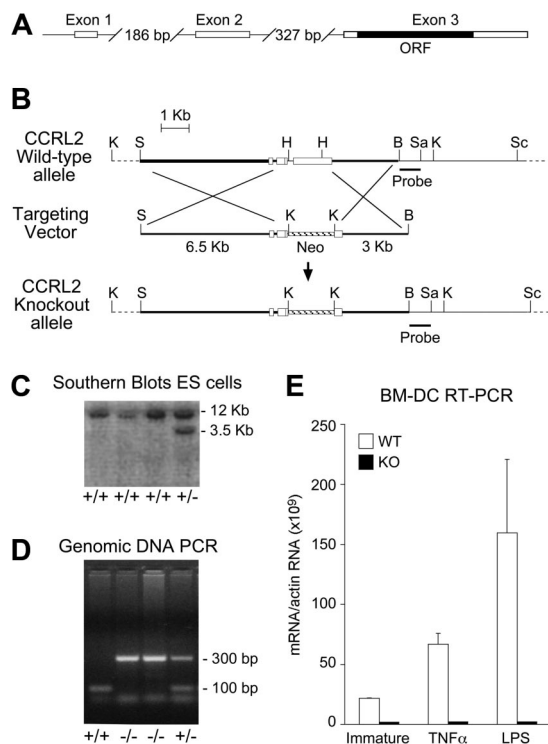 A
Exon 1
Exon 2
Exon 3
186 bp
327 bp
ORF
B
1 Kb
CCRL2
Wild-type
allele
K S H H B Sa K Sc
Probe
Targeting
Vector
S K K B
6.5 Kb Neo 3 Kb
CCRL2
Knockout
allele
K S K K B Sa K Sc
Probe
C Southern Blots ES cells
- 12 Kb
- 3.5 Kb
+/+ +/+ +/+ +/-
D Genomic DNA PCR
- 300 bp
- 100 bp
+/+ -/- -/- +/-
E BM-DC RT-PCR
WT
KO
mRNA/actin RNA (x10⁹)
250
200
150
100
50
0
Immature TNFα LPS